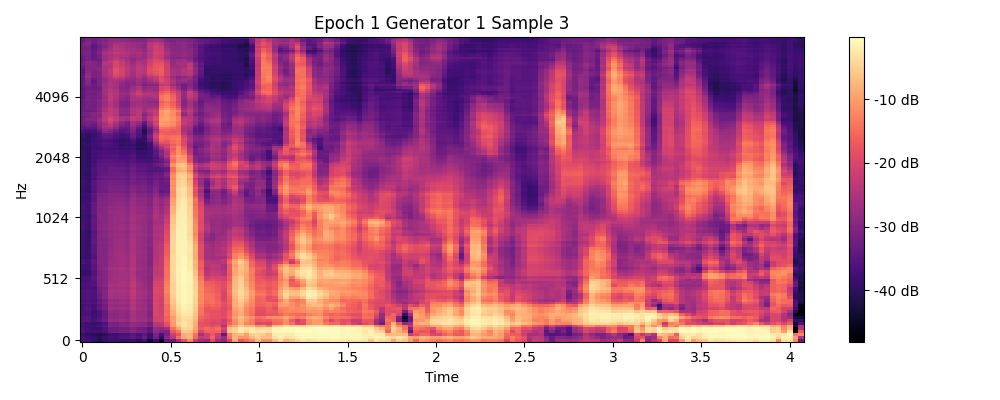 Epoch 1 Generator 1 Sample 3
Hz
4096
2048
1024
512
0
0 0.5 1 1.5 2 2.5 3 3.5 4
Time
-10 dB
-20 dB
-30 dB
-40 dB